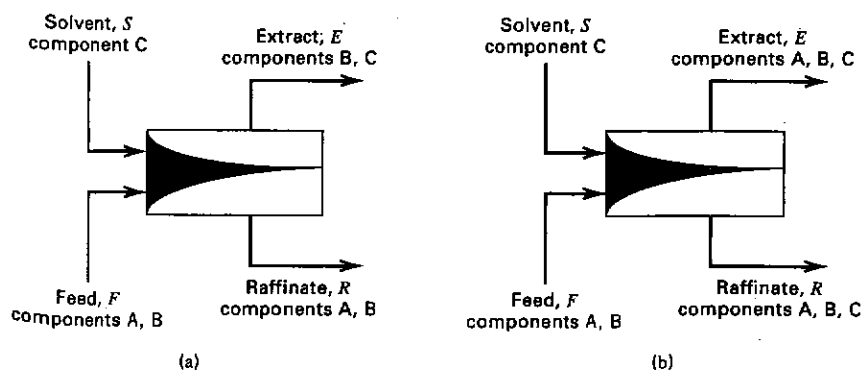 Solvent, S
component C
Extract; E
components B, C
Feed, F
components A, B
Raffinate, R
components A, B
(a)
Solvent, S
component C
Extract, E
components A, B, C
Feed, F
components A, B
Raffinate, R
components A, B, C
(b)